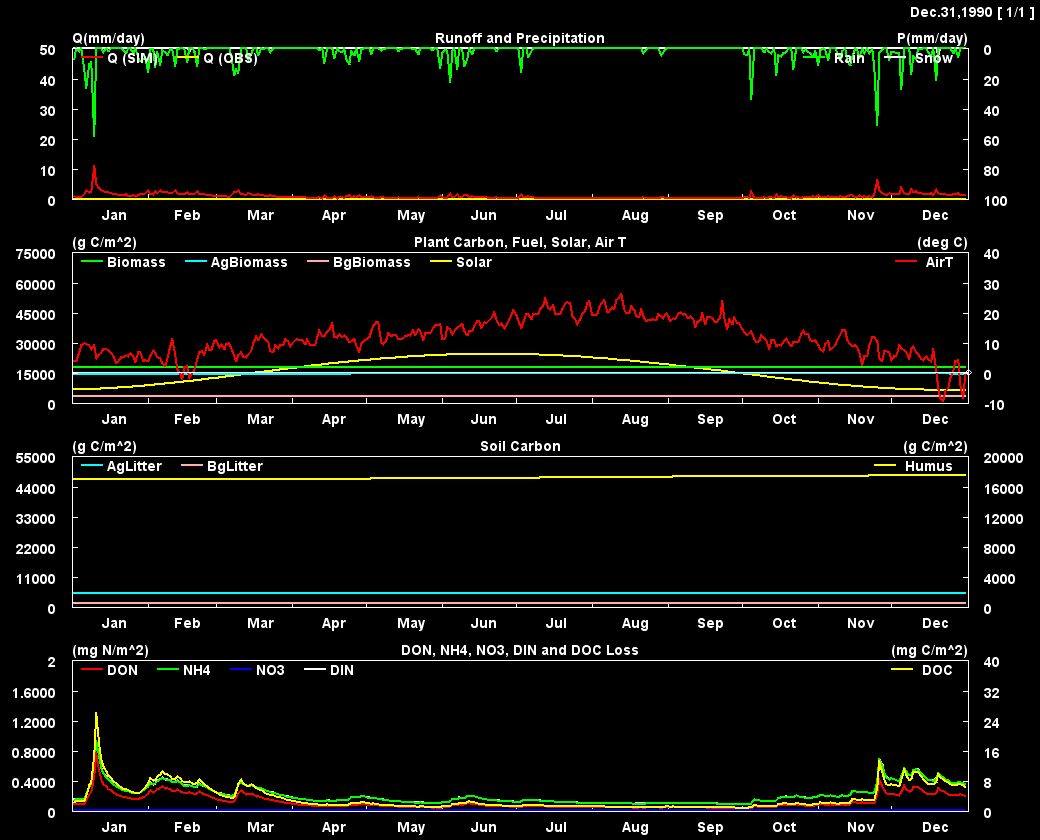 Dec.31,1990 [ 1/1 ]
Q(mm/day) Runoff and Precipitation P(mm/day)
50 0
Q (SIM) Q (OBS) Rain Snow
40 20
30 40
20 60
10 80
0 100
Jan Feb Mar Apr May Jun Jul Aug Sep Oct Nov Dec
(g C/m^2) Plant Carbon, Fuel, Solar, Air T (deg C)
75000 40
Biomass AgBiomass BgBiomass Solar AirT
60000 30
45000 20
30000 10
15000 0
0 -10
Jan Feb Mar Apr May Jun Jul Aug Sep Oct Nov Dec
(g C/m^2) Soil Carbon (g C/m^2)
55000 20000
AgLitter BgLitter Humus
44000 16000
33000 12000
22000 8000
11000 4000
0 0
Jan Feb Mar Apr May Jun Jul Aug Sep Oct Nov Dec
(mg N/m^2) DON, NH4, NO3, DIN and DOC Loss (mg C/m^2)
2 40
DON NH4 NO3 DIN DOC
1.6000 32
1.2000 24
0.8000 16
0.4000 8
0 0
Jan Feb Mar Apr May Jun Jul Aug Sep Oct Nov Dec